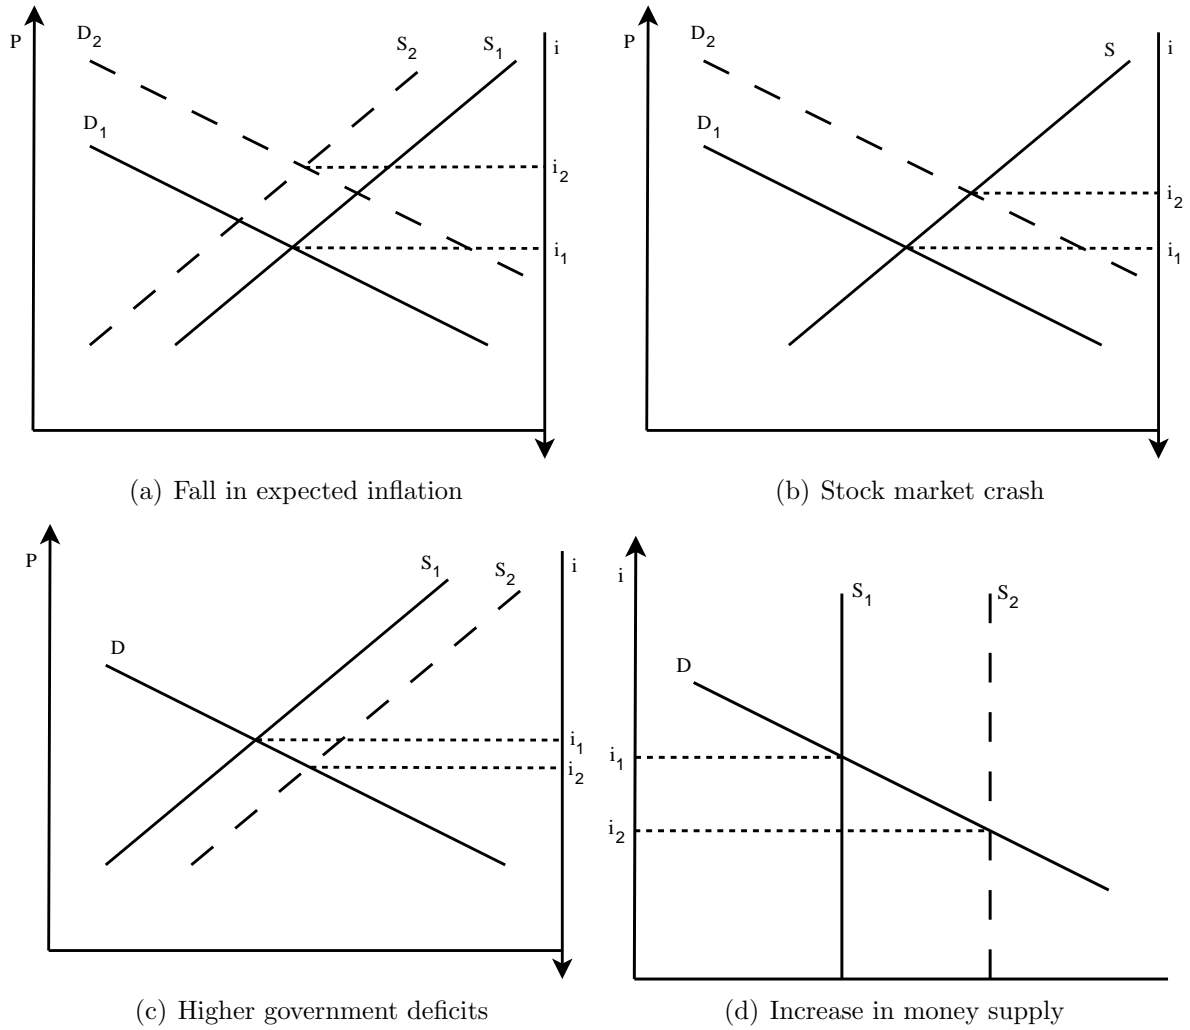 P
D₂
S₂
S₁
i
D₁
i₂
i₁
(a) Fall in expected inflation
P
D₂
S
i
D₁
i₂
i₁
(b) Stock market crash
P
S₁
S₂
i
D
i₁
i₂
(c) Higher government deficits
i
S₁
S₂
D
i₁
i₂
(d) Increase in money supply